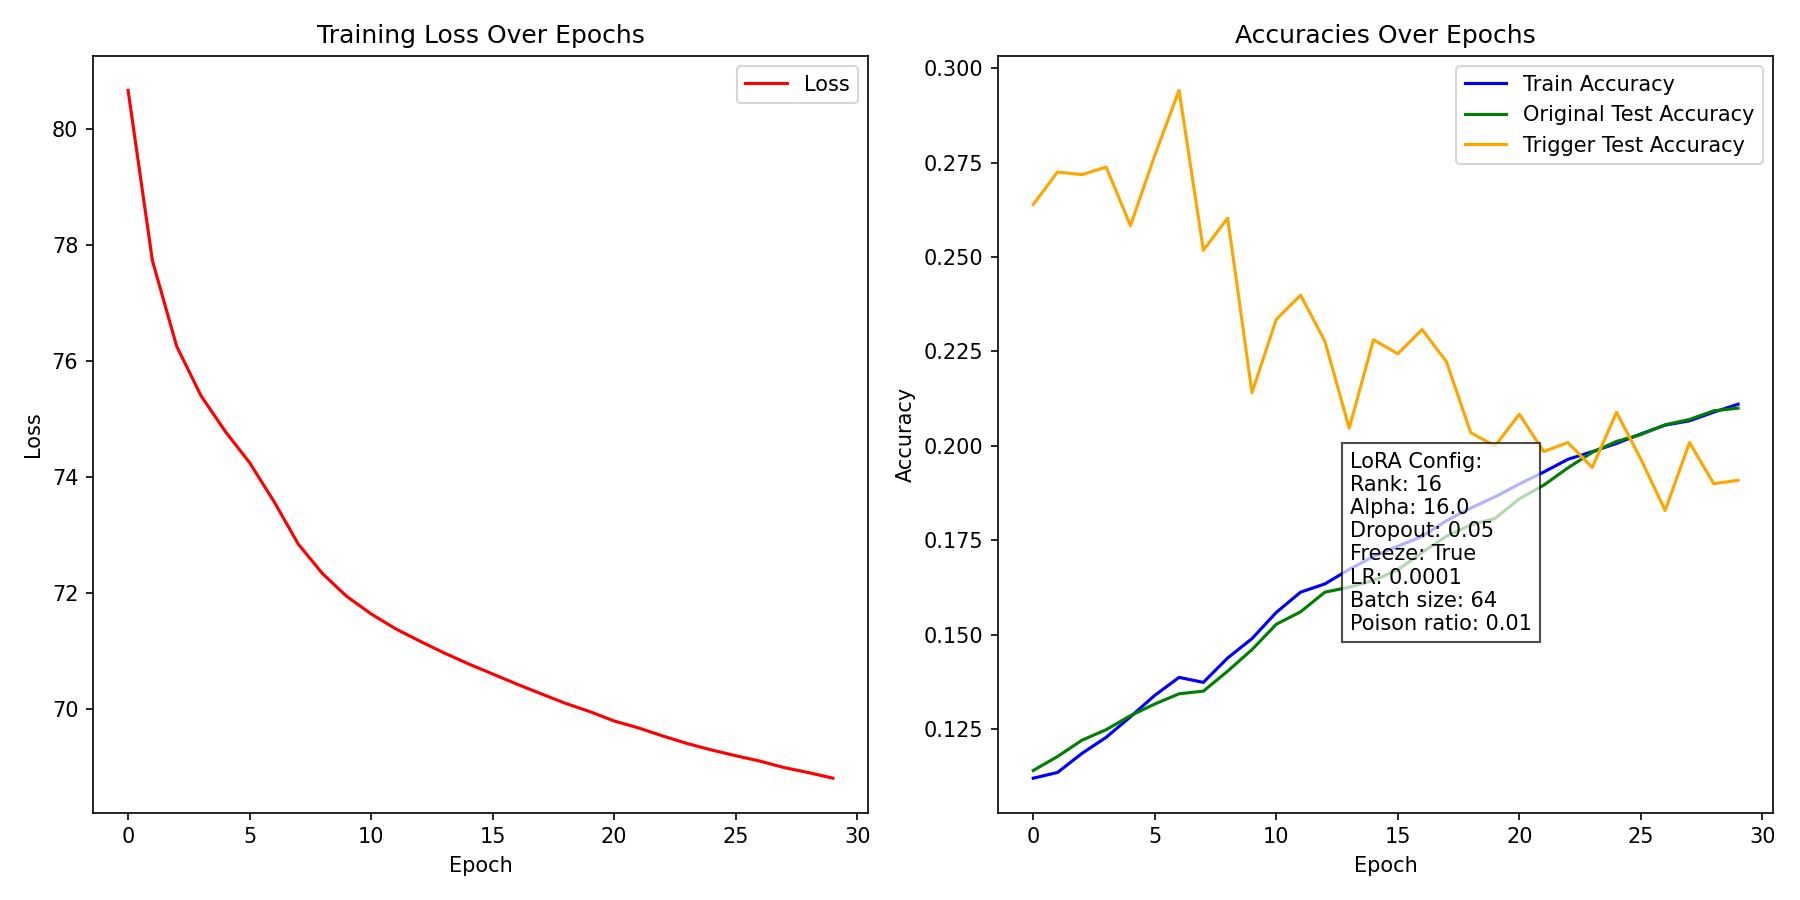 Training Loss Over Epochs
Loss
80
78
76
74
72
70
Loss
0 5 10 15 20 25 30
Epoch
Accuracies Over Epochs
Train Accuracy
Original Test Accuracy
Trigger Test Accuracy
0.300
0.275
0.250
0.225
0.200
0.175
0.150
0.125
Accuracy
LoRA Config:
Rank: 16
Alpha: 16.0
Dropout: 0.05
Freeze: True
LR: 0.0001
Batch size: 64
Poison ratio: 0.01
0 5 10 15 20 25 30
Epoch